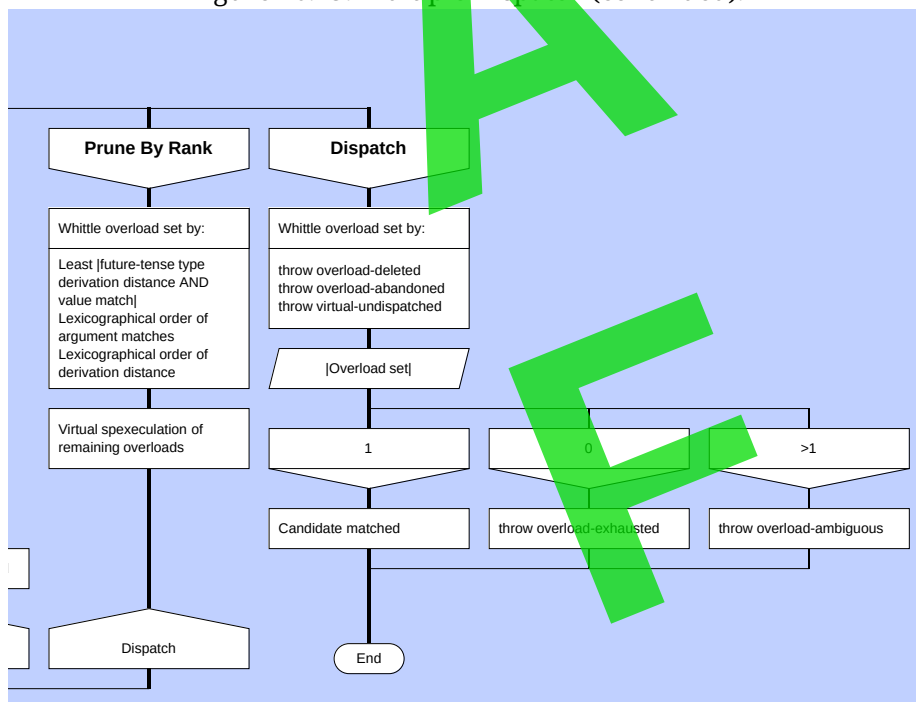 Prune By Rank
Whittle overload set by:
Least |future-tense type
derivation distance AND
value match|
Lexicographical order of
argument matches
Lexicographical order of
derivation distance
Virtual spexeculation of
remaining overloads
Dispatch
Dispatch
Whittle overload set by:
throw overload-deleted
throw overload-abandoned
throw virtual-undispatched
|Overload set|
1
0
>1
Candidate matched
throw overload-exhausted
throw overload-ambiguous
End
A
F